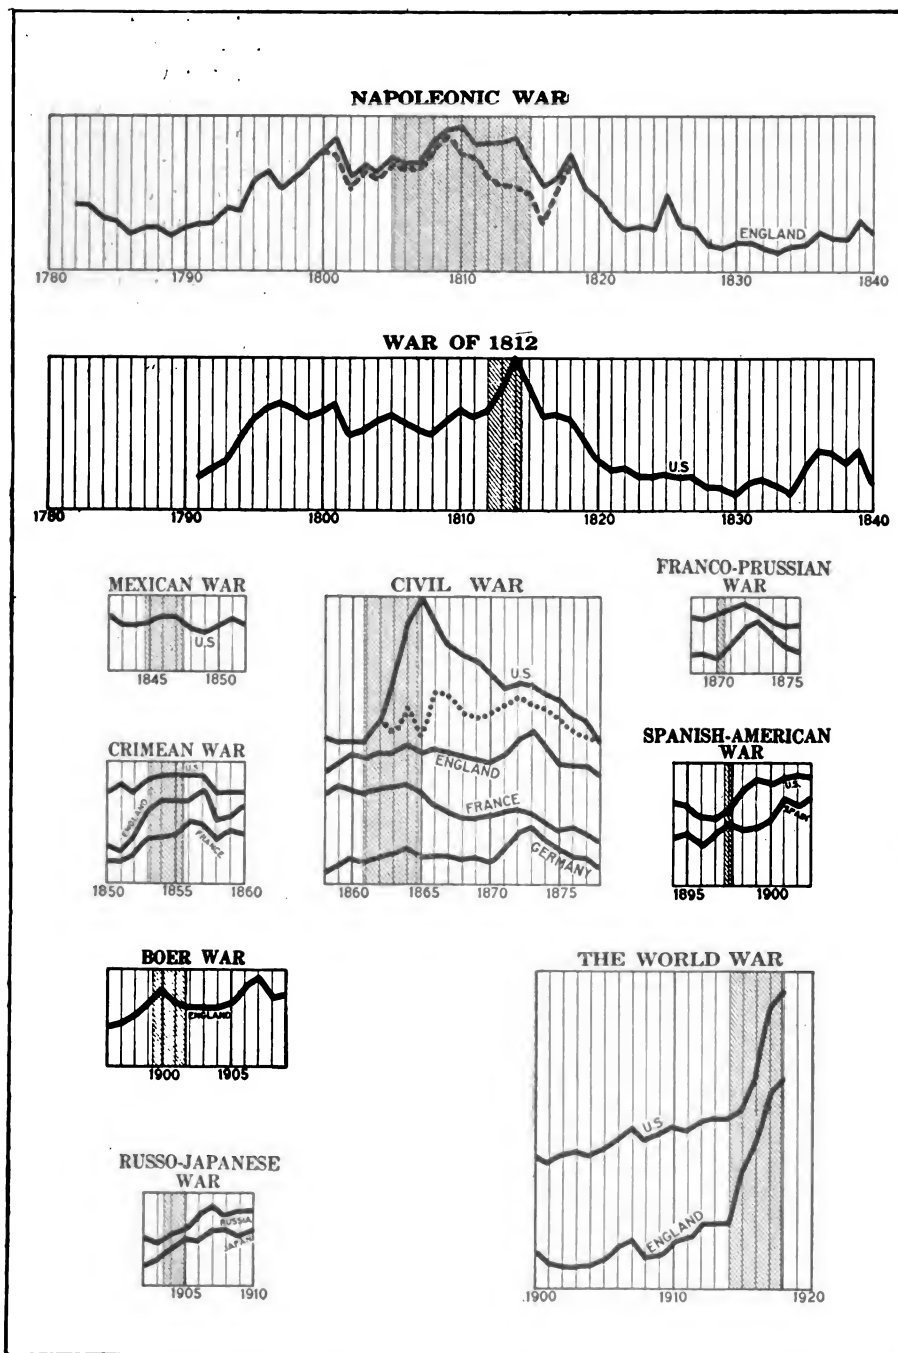 NAPOLEONIC WAR
ENGLAND
1780 1790 1800 1810 1820 1830 1840
WAR OF 1812
U.S
1780 1790 1800 1810 1820 1830 1840
MEXICAN WAR
U.S
1845 1850
CIVIL WAR
U.S
ENGLAND
FRANCE
GERMANY
1860 1865 1870 1875
FRANCO-PRUSSIAN
WAR
1870 1875
CRIMEAN WAR
U.S.
ENGLAND
FRANCE
1850 1855 1860
SPANISH-AMERICAN
WAR
U.S.
SPAIN
1895 1900
BOER WAR
ENGLAND
1900 1905
THE WORLD WAR
U.S
ENGLAND
1900 1910 1920
RUSSO-JAPANESE
WAR
RUSSIA
JAPAN
1905 1910